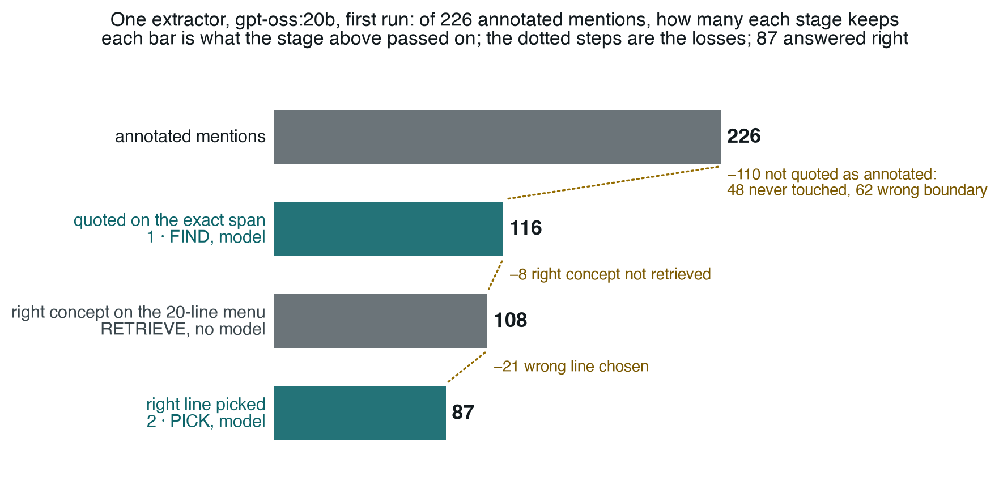 One extractor, gpt-oss:20b, first run: of 226 annotated mentions, how many each stage keeps
each bar is what the stage above passed on; the dotted steps are the losses; 87 answered right
annotated mentions
226
–110 not quoted as annotated:
48 never touched, 62 wrong boundary
quoted on the exact span
1 · FIND, model
116
–8 right concept not retrieved
right concept on the 20-line menu
RETRIEVE, no model
108
–21 wrong line chosen
right line picked
2 · PICK, model
87